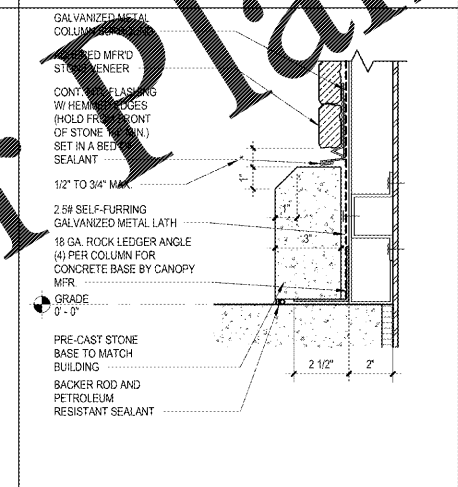 GALVANIZED METAL
COLUMN
MFR'D
STONE VENEER
CONT. FLASHING
W/ HEMMED EDGES
(HOLD FROM FRONT
OF STONE MIN.)
SET IN A BED OF
SEALANT
1/2" TO 3/4" MAX.
2.5# SELF-FURRING
GALVANIZED METAL LATH
18 GA. ROCK LEDGER ANGLE
(4) PER COLUMN FOR
CONCRETE BASE BY CANOPY
MFR.
GRADE
0' - 0"
PRE-CAST STONE
BASE TO MATCH
BUILDING
BACKER ROD AND
PETROLEUM
RESISTANT SEALANT
1"
1"
3"
2 1/2"
2"
i Plan